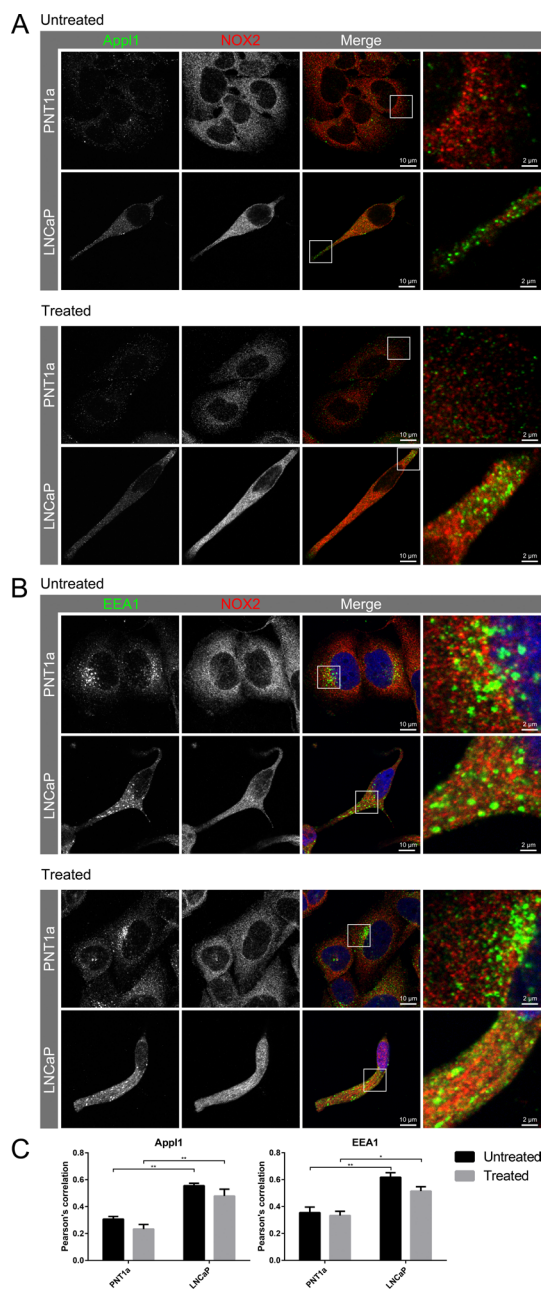 A
Untreated
Appl1 NOX2 Merge
PNT1a
10 µm 2 µm
LNCaP
10 µm 2 µm
Treated
PNT1a
10 µm 2 µm
LNCaP
10 µm 2 µm
B
Untreated
EEA1 NOX2 Merge
PNT1a
10 µm 2 µm
LNCaP
10 µm 2 µm
Treated
PNT1a
10 µm 2 µm
LNCaP
10 µm 2 µm
C
Appl1
Pearson's correlation
0.8
0.6
0.4
0.2
0.0
**
**
PNT1a
LNCaP
EEA1
Pearson's correlation
0.8
0.6
0.4
0.2
0.0
*
**
PNT1a
LNCaP
Untreated
Treated